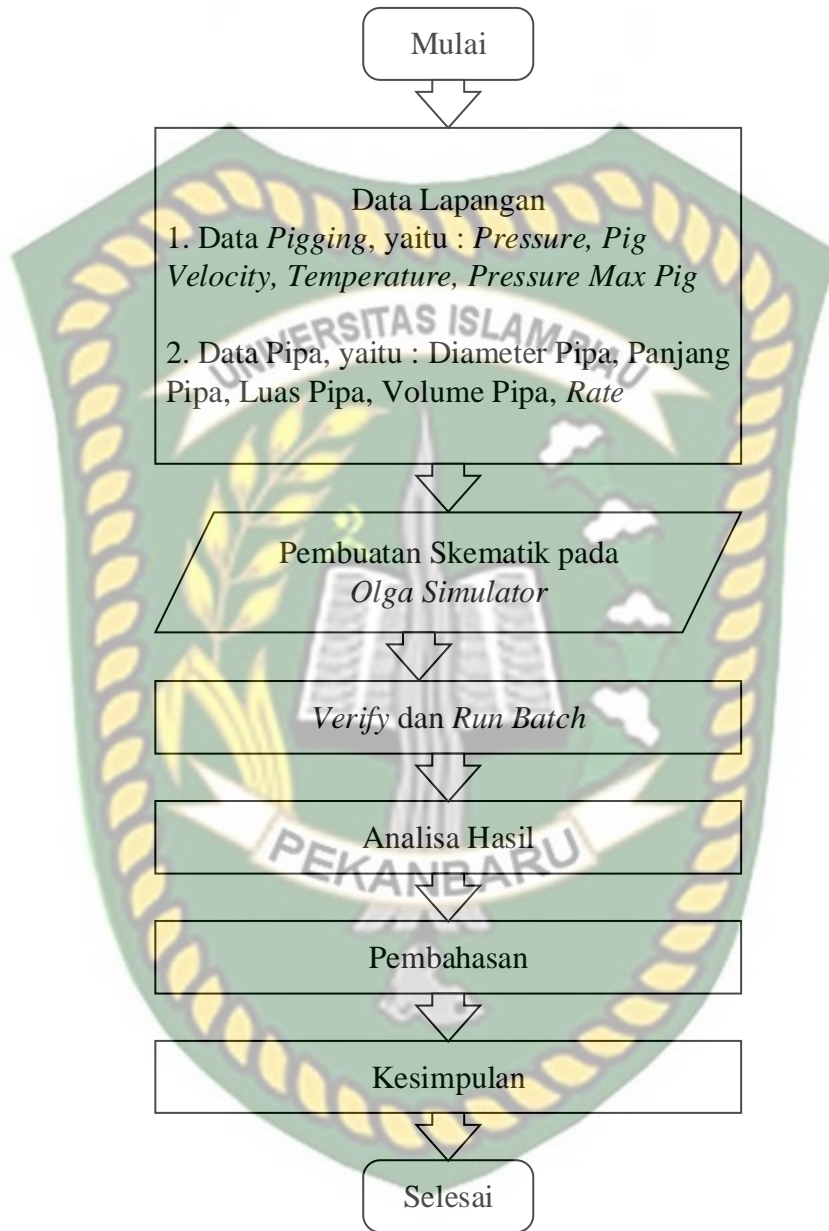 Mulai
Data Lapangan
1. Data Pigging, yaitu : Pressure, Pig
Velocity, Temperature, Pressure Max Pig
UNIVERSITAS ISLAM RIAU
2. Data Pipa, yaitu : Diameter Pipa, Panjang
Pipa, Luas Pipa, Volume Pipa, Rate
Pembuatan Skematik pada
Olga Simulator
Verify dan Run Batch
Analisa Hasil
PEKANBARU
Pembahasan
Kesimpulan
Selesai